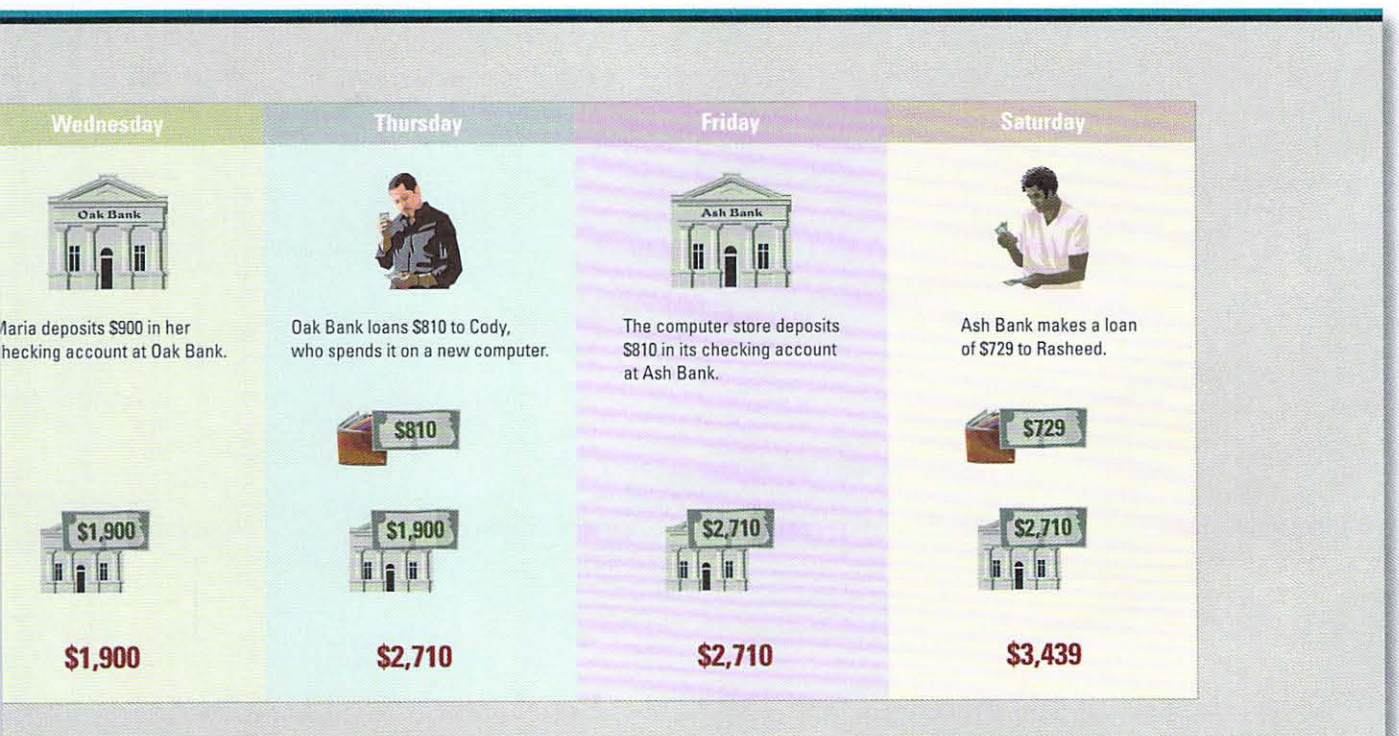 Wednesday
Thursday
Friday
Saturday
Oak Bank
Ash Bank
Maria deposits $900 in her
checking account at Oak Bank.
Oak Bank loans $810 to Cody,
who spends it on a new computer.
The computer store deposits
$810 in its checking account
at Ash Bank.
Ash Bank makes a loan
of $729 to Rasheed.
$810
$729
$1,900
$1,900
$2,710
$2,710
$1,900
$2,710
$2,710
$3,439